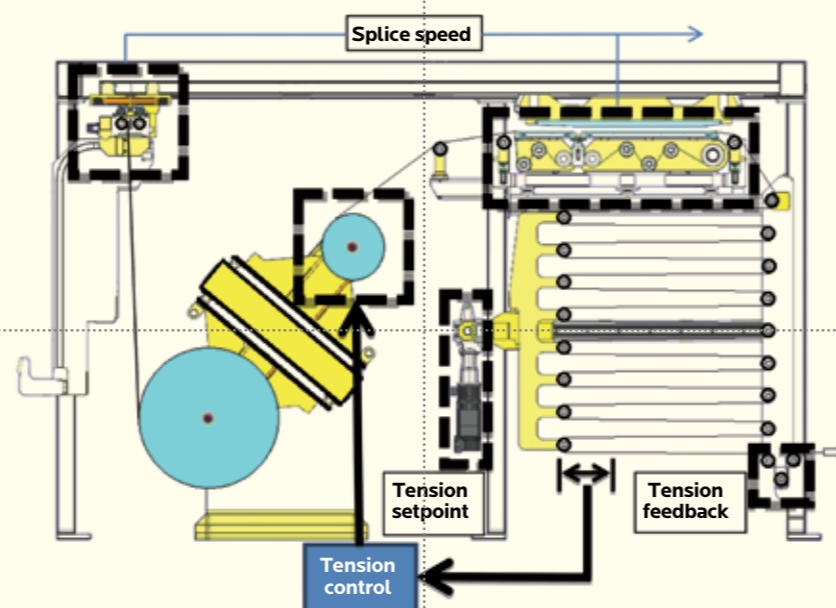 Splice speed
Tension
setpoint
Tension
feedback
Tension
control